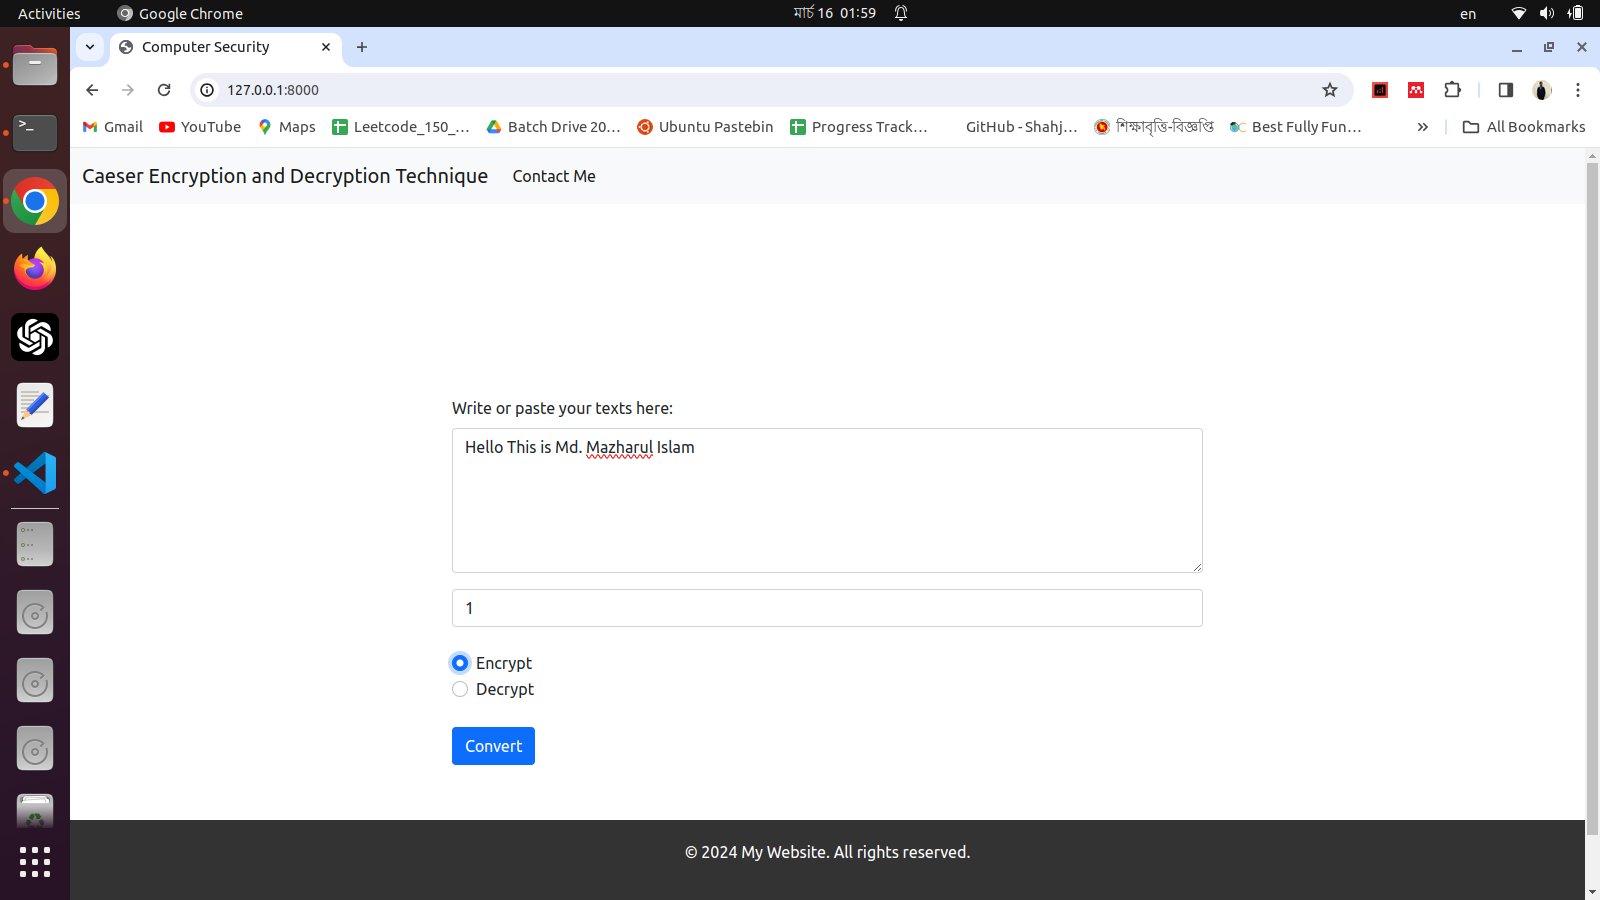 Activities Google Chrome মার্চ 16 01:59 en
Computer Security
127.0.0.1:8000
Gmail YouTube Maps Leetcode_150_... Batch Drive 20... Ubuntu Pastebin Progress Track... GitHub - Shahj... শিক্ষাবৃত্তি-বিজ্ঞপ্তি Best Fully Fun... » All Bookmarks
Caeser Encryption and Decryption Technique Contact Me
Write or paste your texts here:
Hello This is Md. Mazharul Islam
1
Encrypt
Decrypt
Convert
© 2024 My Website. All rights reserved.